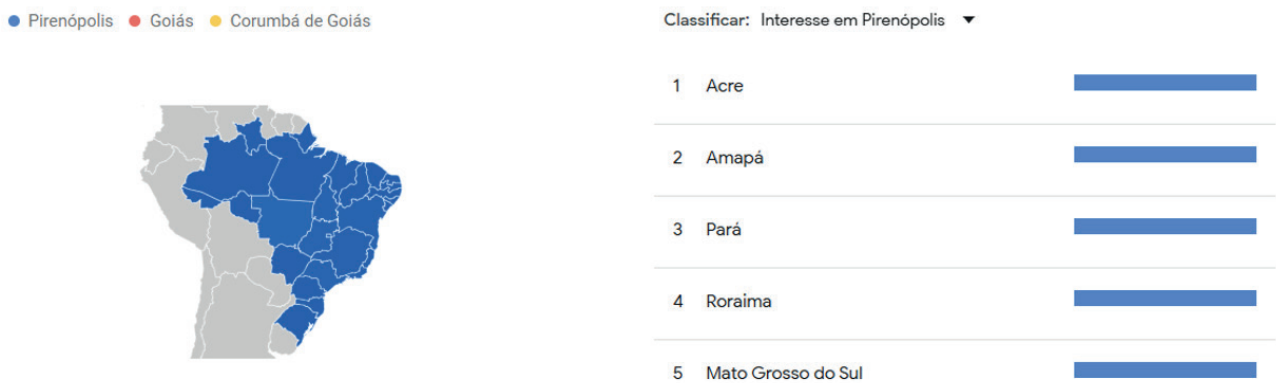 Pirenópolis Goiás Corumbá de Goiás
Classificar: Interesse em Pirenópolis
1 Acre
2 Amapá
3 Pará
4 Roraima
5 Mato Grosso do Sul